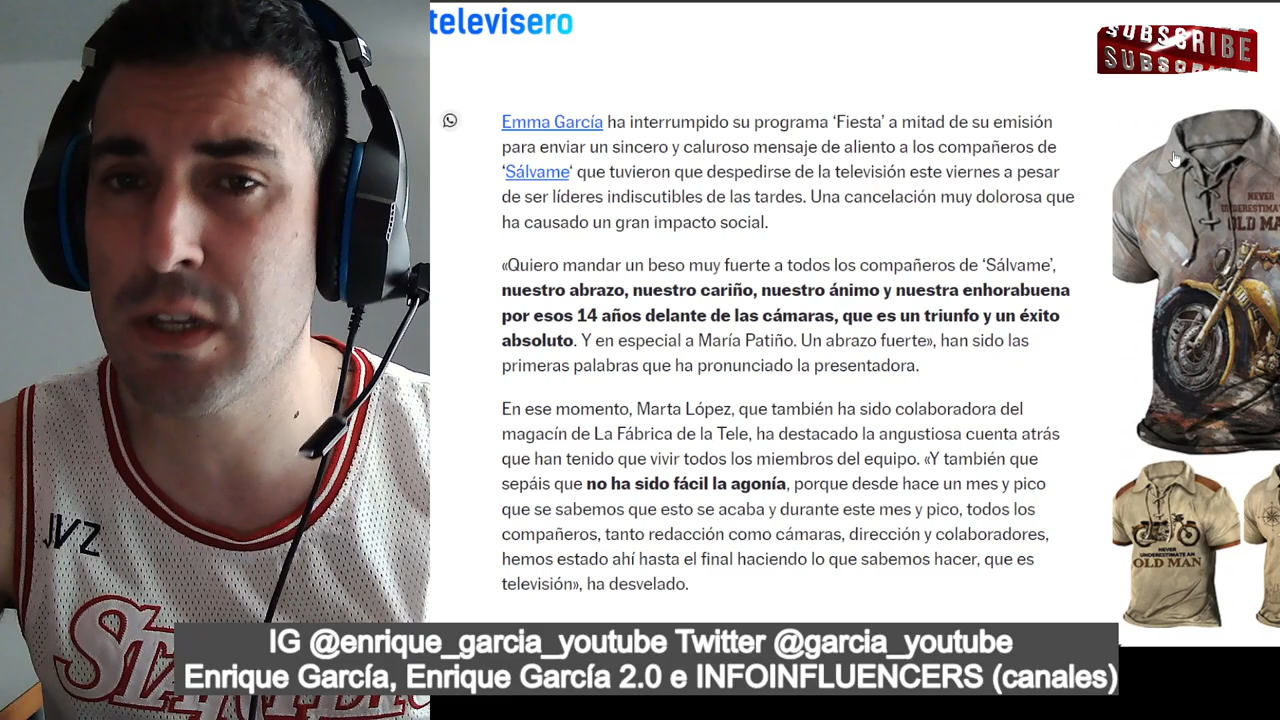 televisero
SUBSCRIBE
SUBSCRIBE
Emma García ha interrumpido su programa ‘Fiesta’ a mitad de su emisión
para enviar un sincero y caluroso mensaje de aliento a los compañeros de
‘Sálvame‘ que tuvieron que despedirse de la televisión este viernes a pesar
de ser líderes indiscutibles de las tardes. Una cancelación muy dolorosa que
ha causado un gran impacto social.
«Quiero mandar un beso muy fuerte a todos los compañeros de ‘Sálvame’,
nuestro abrazo, nuestro cariño, nuestro ánimo y nuestra enhorabuena
por esos 14 años delante de las cámaras, que es un triunfo y un éxito
absoluto. Y en especial a María Patiño. Un abrazo fuerte», han sido las
primeras palabras que ha pronunciado la presentadora.
En ese momento, Marta López, que también ha sido colaboradora del
magacín de La Fábrica de la Tele, ha destacado la angustiosa cuenta atrás
que han tenido que vivir todos los miembros del equipo. «Y también que
sepáis que no ha sido fácil la agonía, porque desde hace un mes y pico
que se sabemos que esto se acaba y durante este mes y pico, todos los
compañeros, tanto redacción como cámaras, dirección y colaboradores,
hemos estado ahí hasta el final haciendo lo que sabemos hacer, que es
televisión», ha desvelado.
NEVER
OLD MA
NEVER
UNDERESTIMATE AN
OLD MAN
JVZ
IG @enrique_garcia_youtube Twitter @garcia_youtube
Enrique García, Enrique García 2.0 e INFOINFLUENCERS (canales)